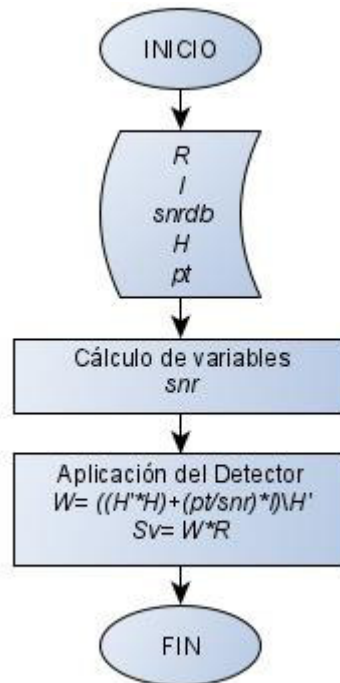 INICIO
R
I
snrdb
H
pt
Cálculo de variables
snr
Aplicación del Detector
W= ((H'*H)+(pt/snr)*I)\H'
Sv= W*R
FIN